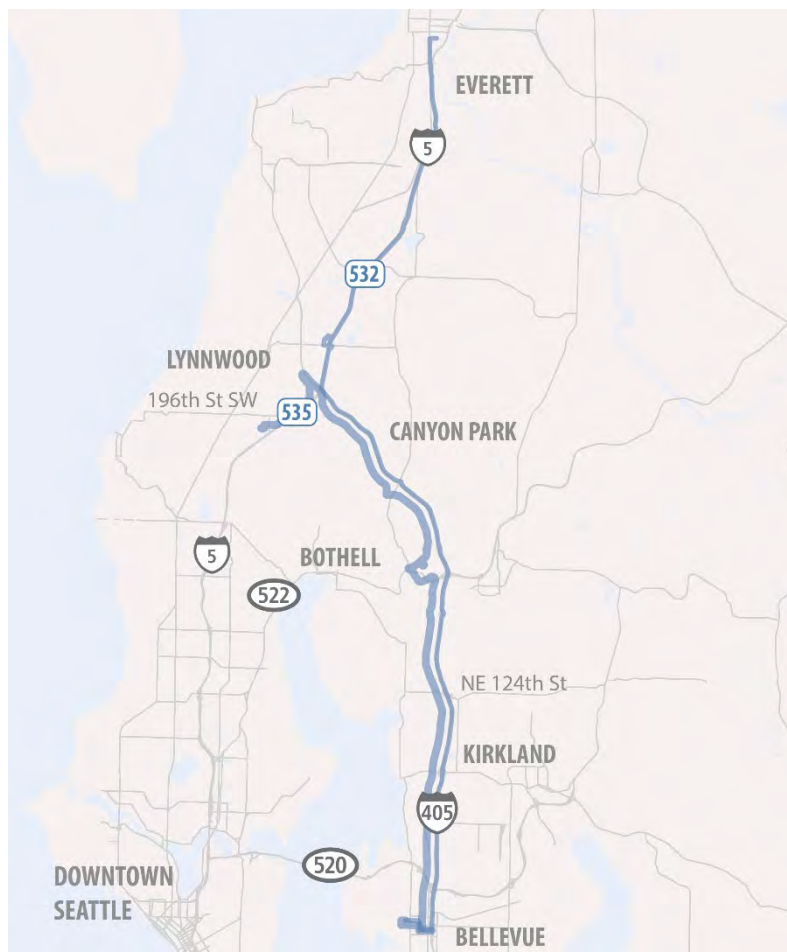 EVERETT
5
532
LYNNWOOD
196th St SW
535
CANYON PARK
5
BOTHELL
522
NE 124th St
KIRKLAND
405
520
DOWNTOWN
SEATTLE
BELLEVUE